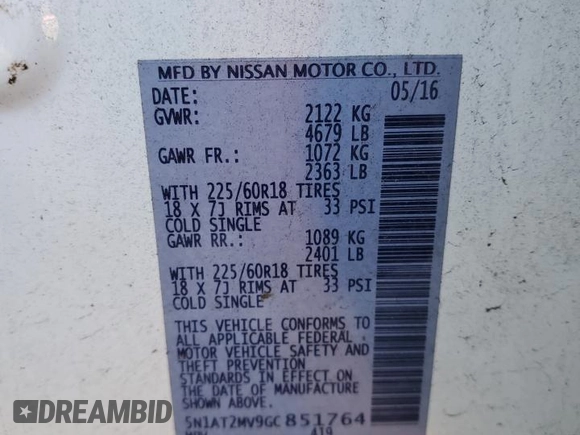 MFD BY NISSAN MOTOR CO., LTD.
DATE: 05/16
GVWR: 2122 KG
4679 LB
GAWR FR.: 1072 KG
2363 LB
WITH 225/60R18 TIRES
18 X 7J RIMS AT 33 PSI
COLD SINGLE
GAWR RR.: 1089 KG
2401 LB
WITH 225/60R18 TIRES
18 X 7J RIMS AT 33 PSI
COLD SINGLE
THIS VEHICLE CONFORMS TO
ALL APPLICABLE FEDERAL
MOTOR VEHICLE SAFETY AND
THEFT PREVENTION
STANDARDS IN EFFECT ON
THE DATE OF MANUFACTURE
SHOWN ABOVE.
5N1AT2MV9GC851764
MPV 419
DREAMBID.COM